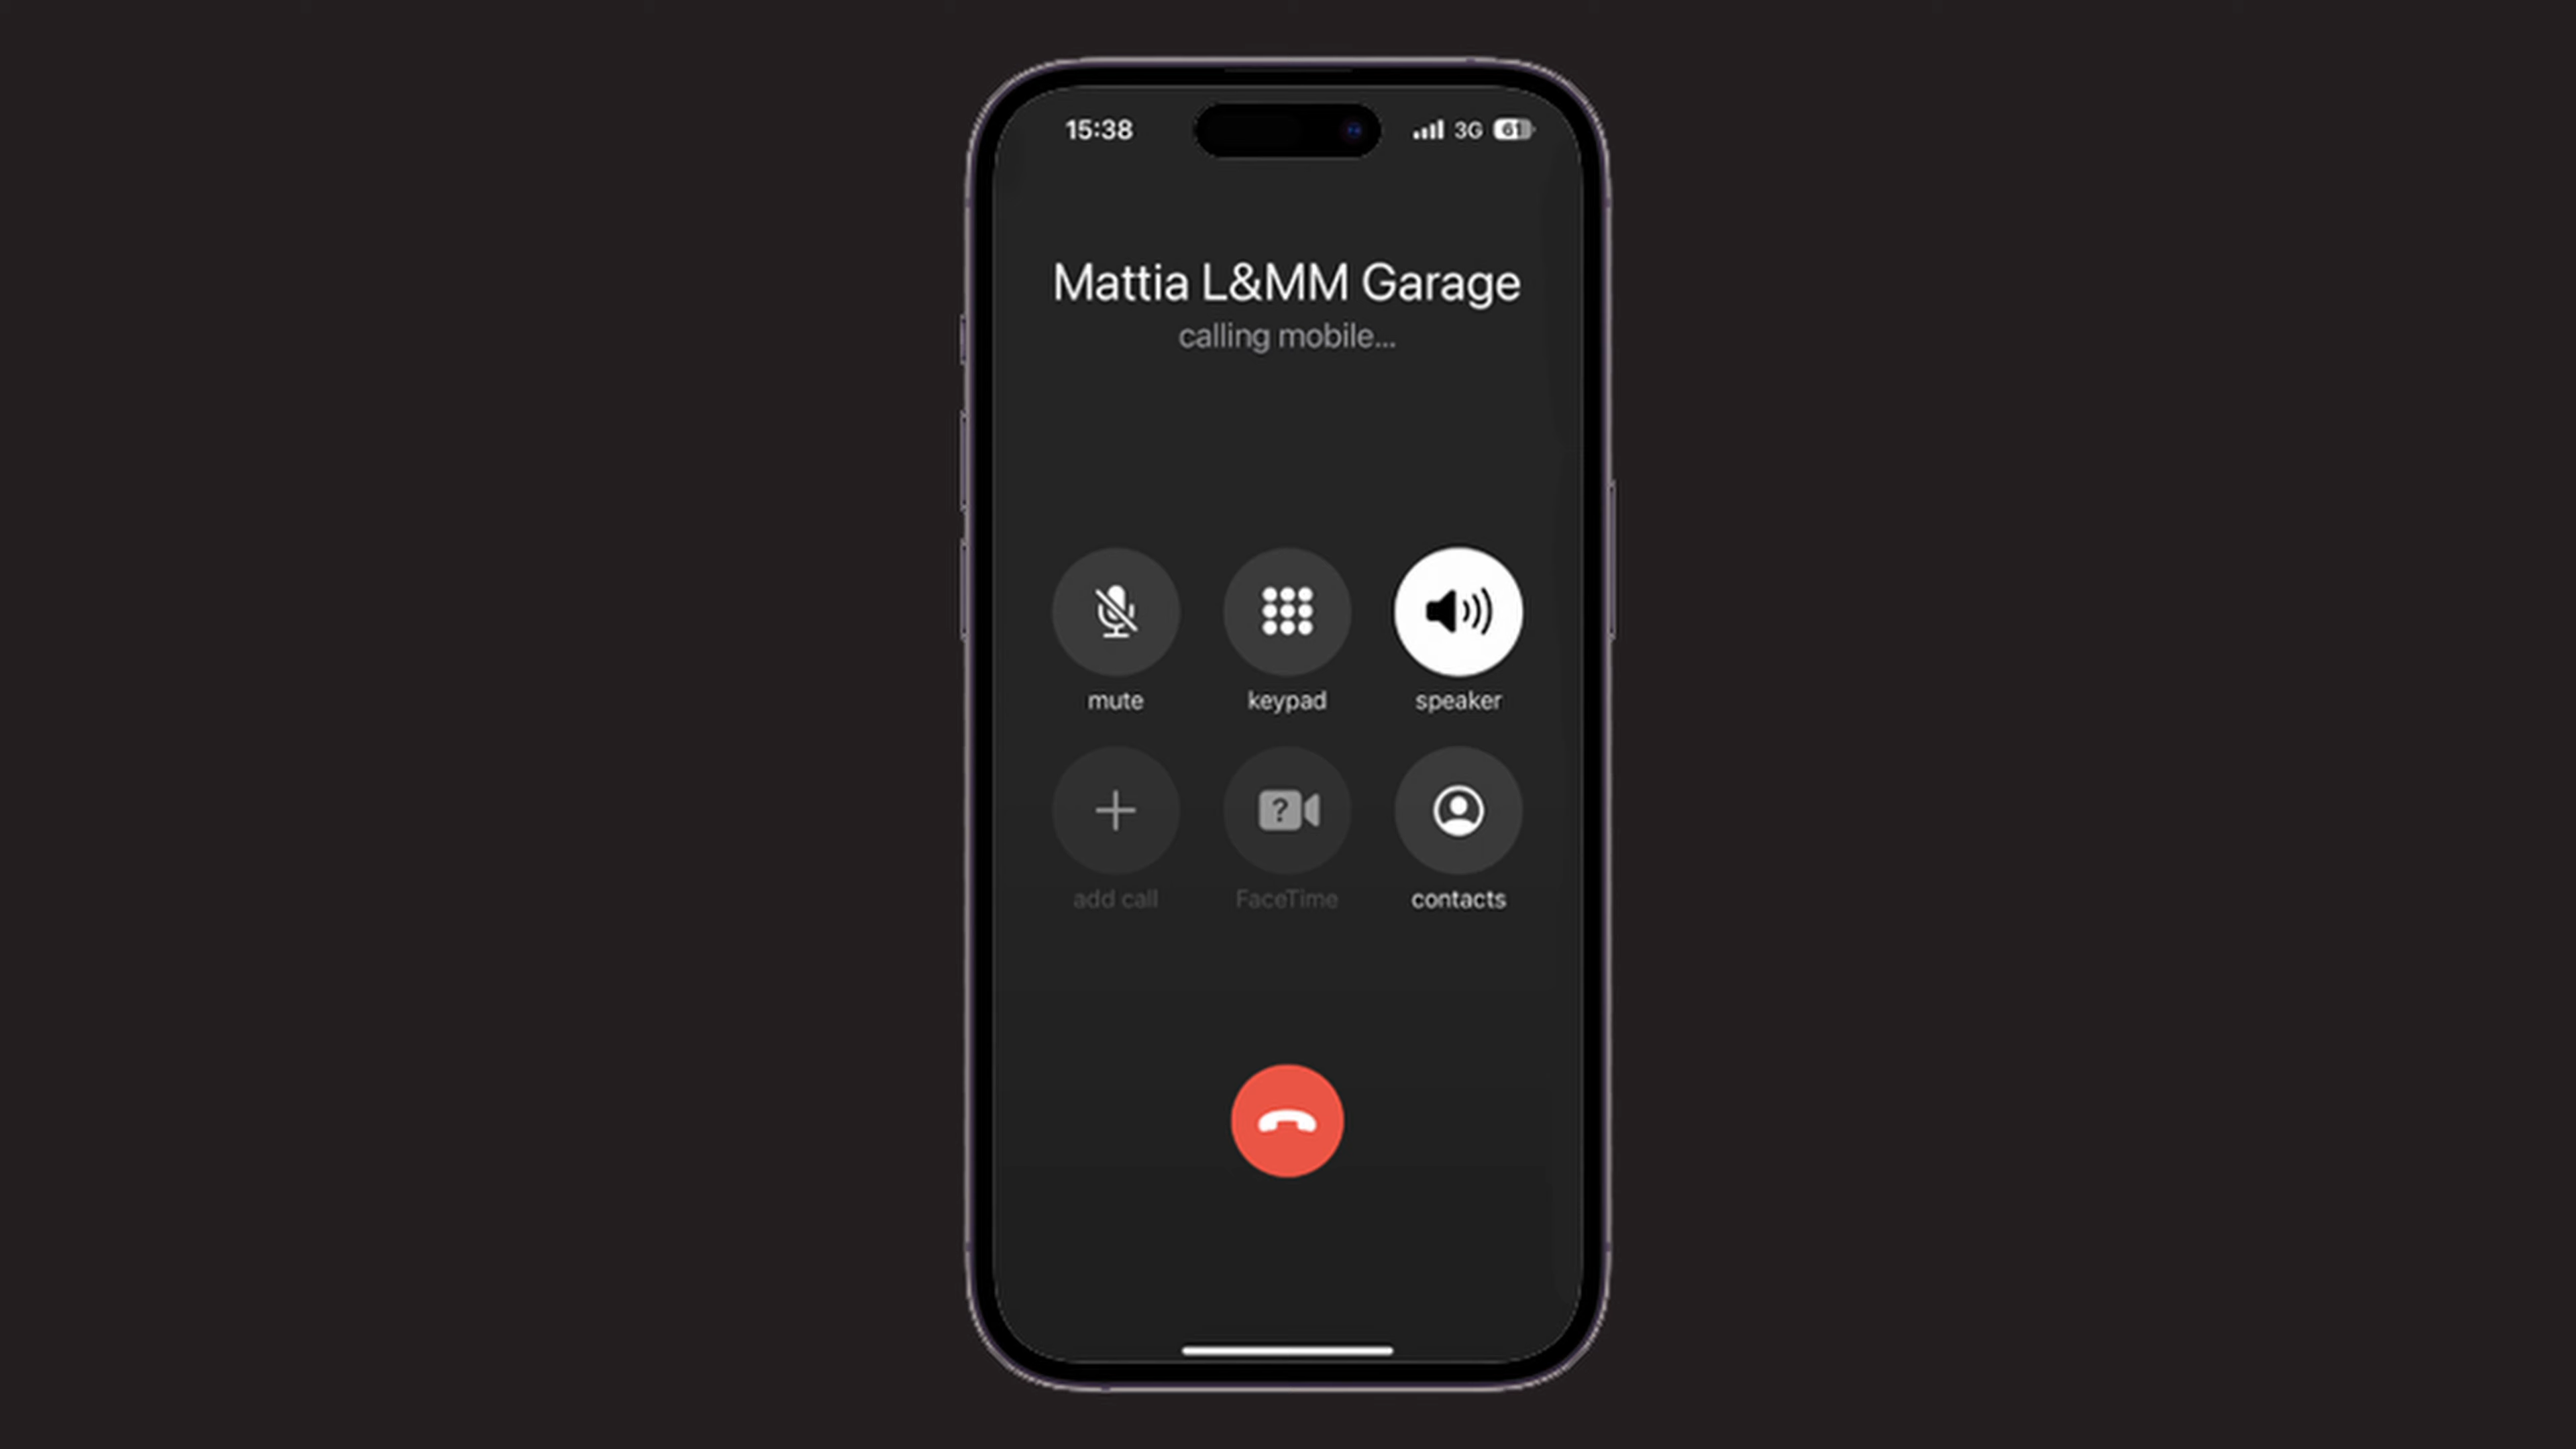 15:38 3G 61
Mattia L&MM Garage
calling mobile...
mute keypad speaker
add call FaceTime contacts